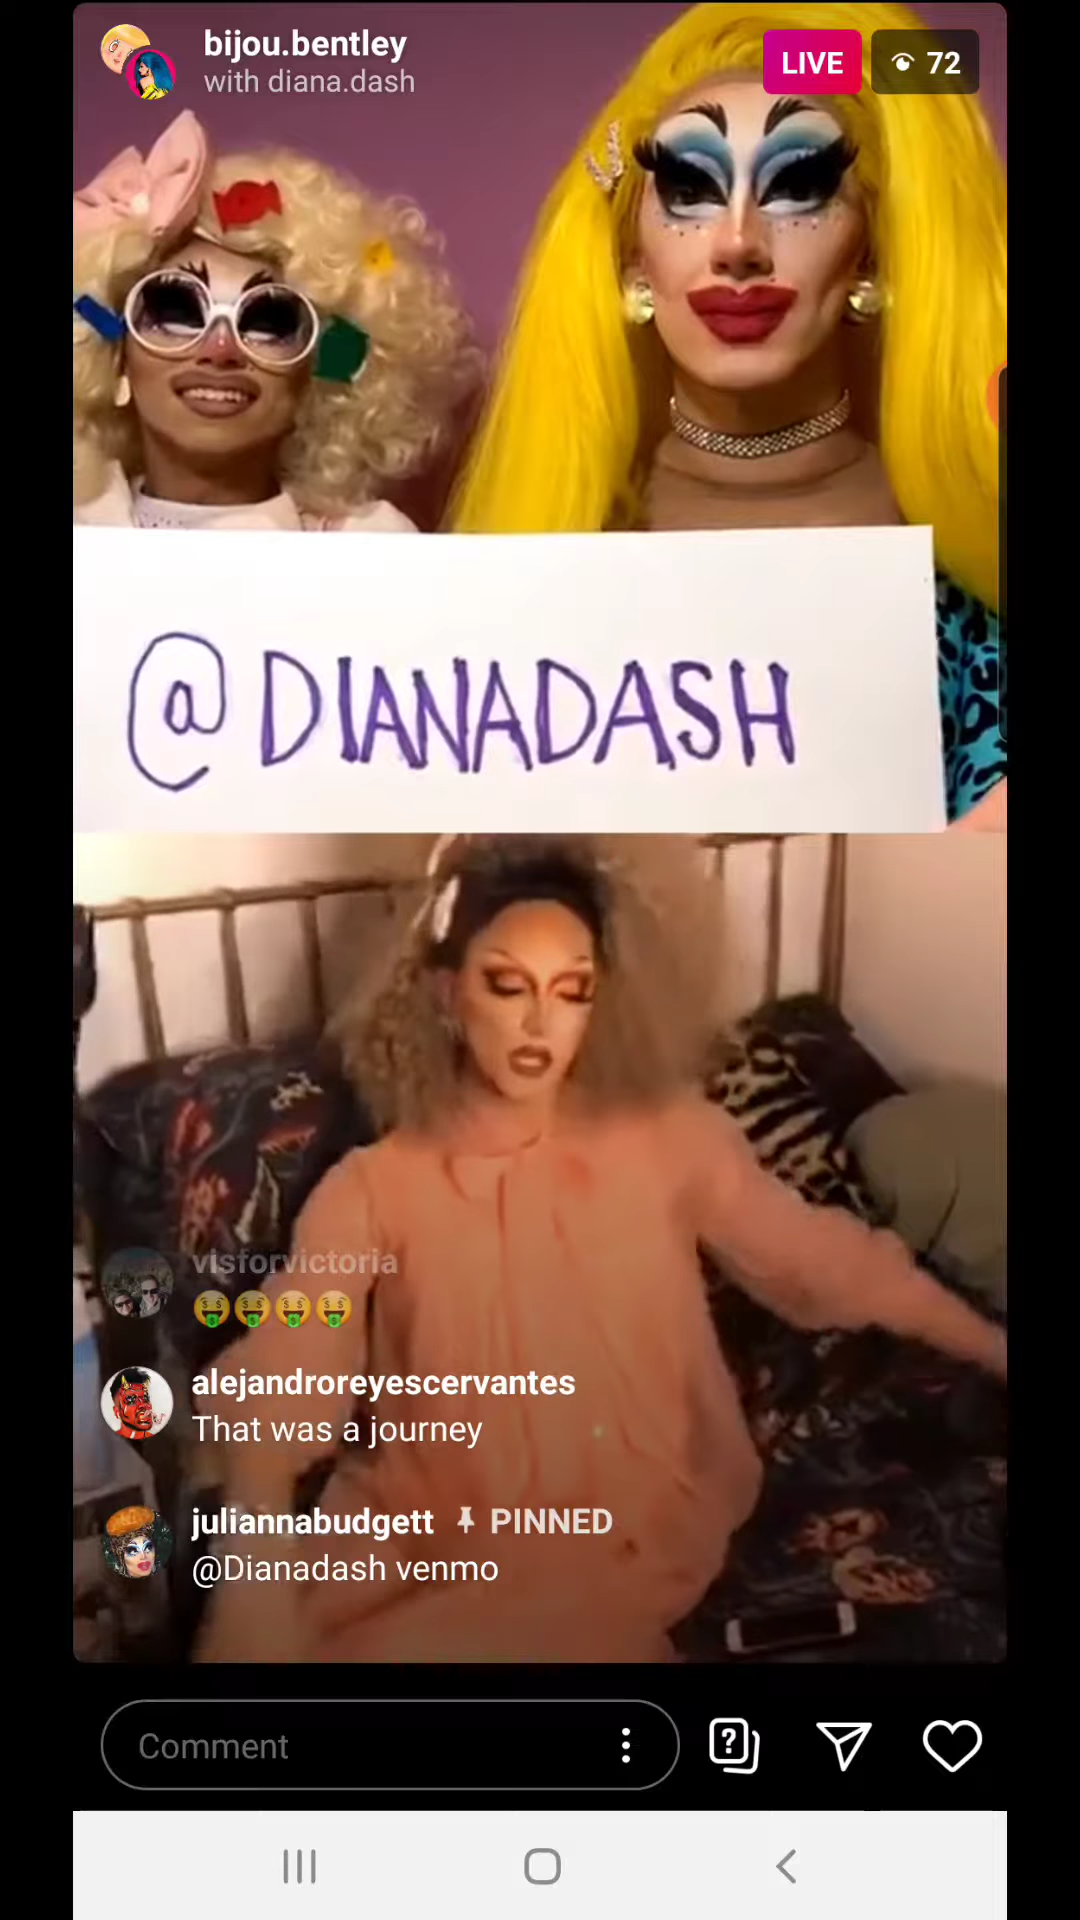 bijou.bentley
with diana.dash
LIVE
72
@DIANADASH
visforvictoria
🤑🤑🤑🤑
alejandroreyescervantes
That was a journey
juliannabudgett PINNED
@Dianadash venmo
Comment